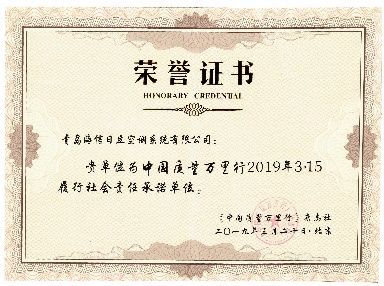 荣誉证书
HONORARY CREDENTIAL
青岛海信日立空调系统有限公司：
贵单位为中国质量万里行2019年3·15
履行社会责任承诺单位。
《中国质量万里行》杂志社
二〇一九年三月二十日·北京